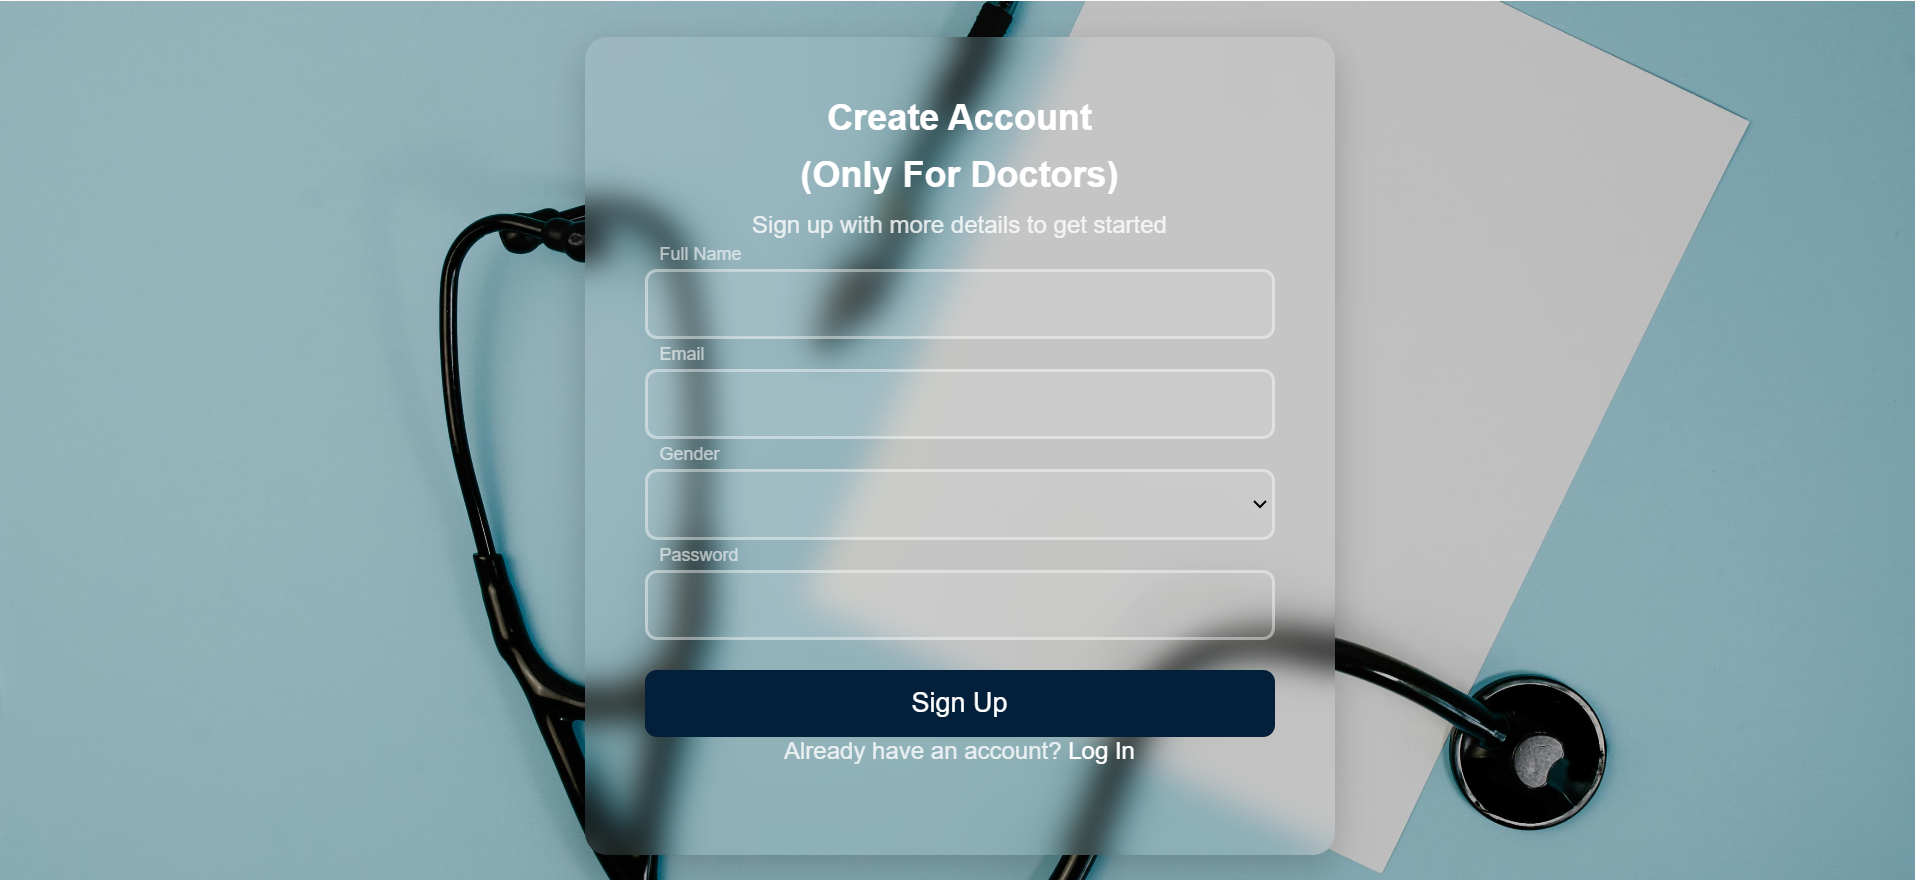 Create Account
(Only For Doctors)
Sign up with more details to get started
Full Name
Email
Gender
Password
Sign Up
Already have an account? Log In